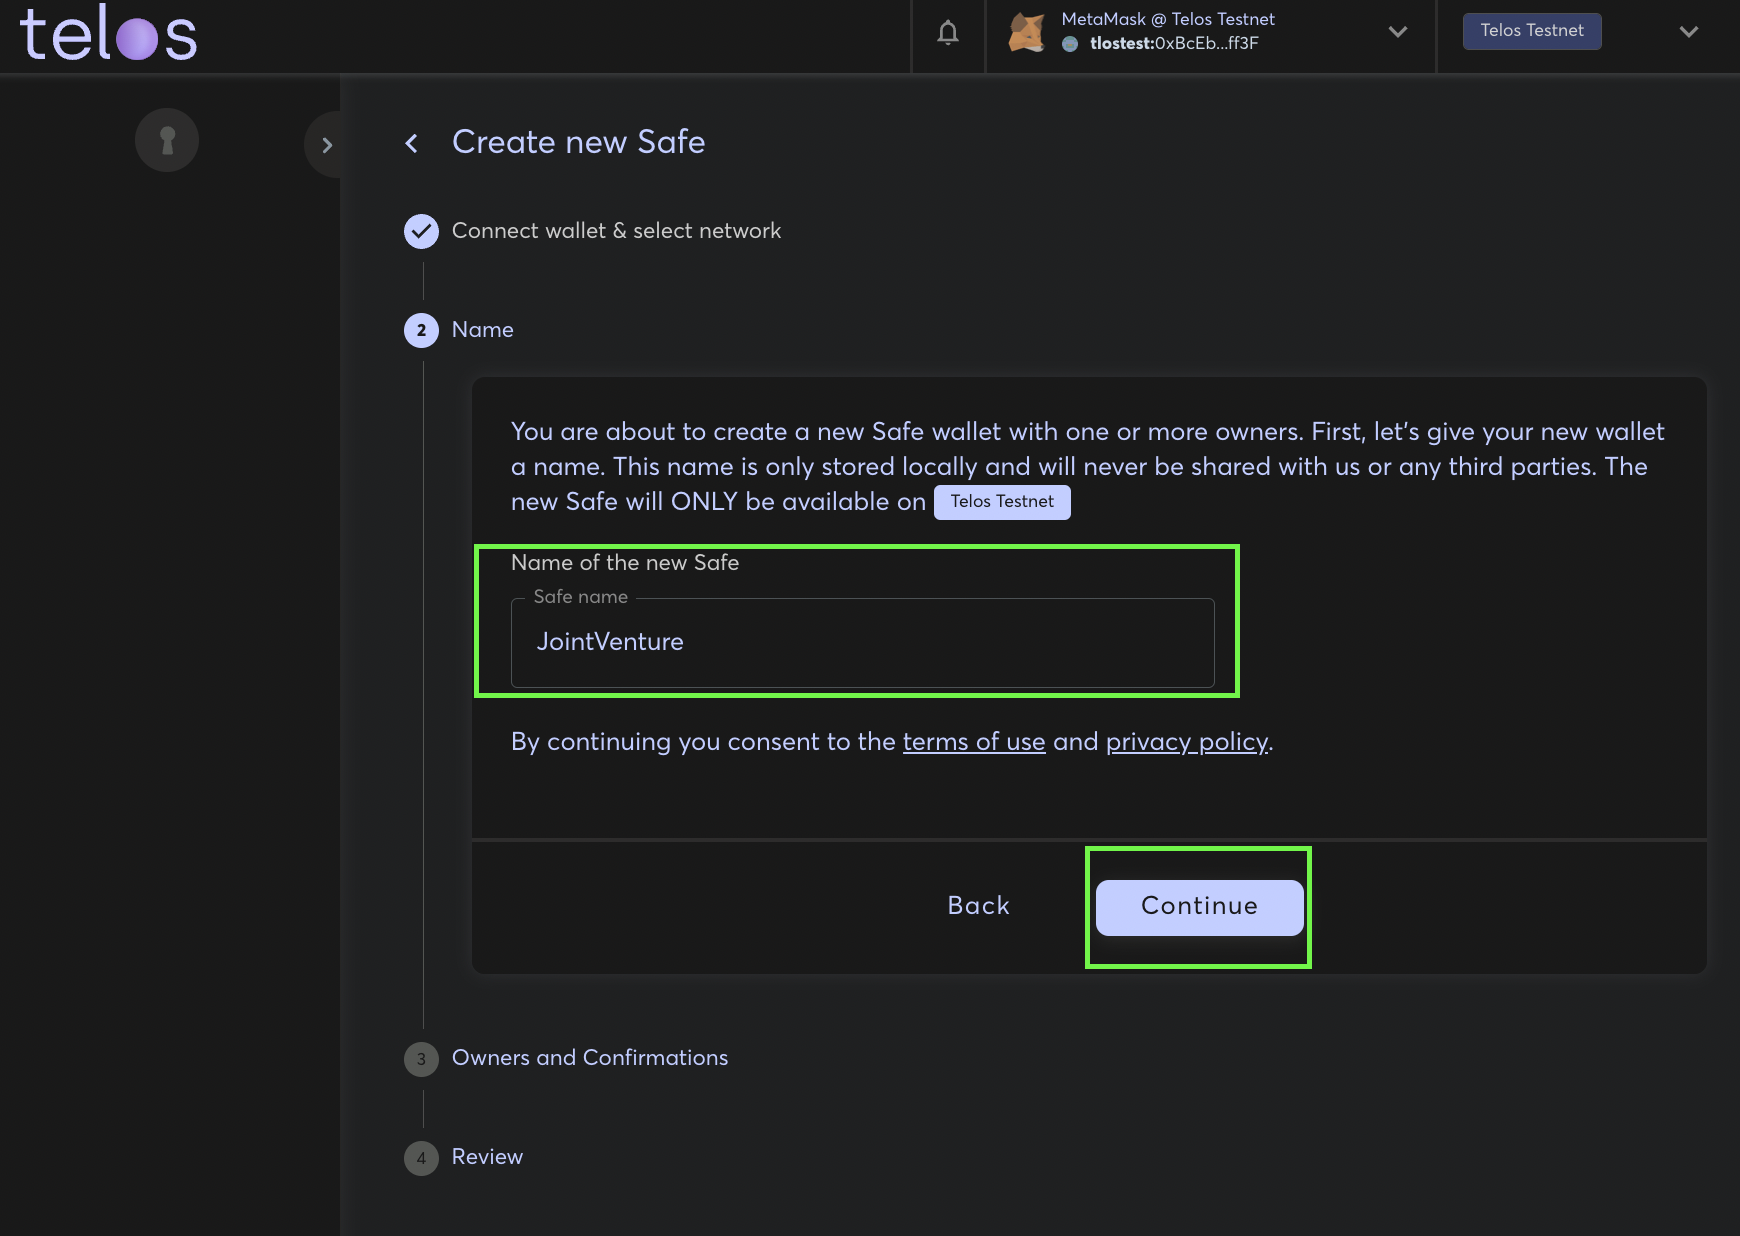 telos
MetaMask @ Telos Testnet
tlostest:0xBcEb...ff3F
Telos Testnet
Create new Safe
Connect wallet & select network
2 Name
You are about to create a new Safe wallet with one or more owners. First, let's give your new wallet
a name. This name is only stored locally and will never be shared with us or any third parties. The
new Safe will ONLY be available on Telos Testnet
Name of the new Safe
Safe name
JointVenture
By continuing you consent to the terms of use and privacy policy.
Back Continue
3 Owners and Confirmations
4 Review